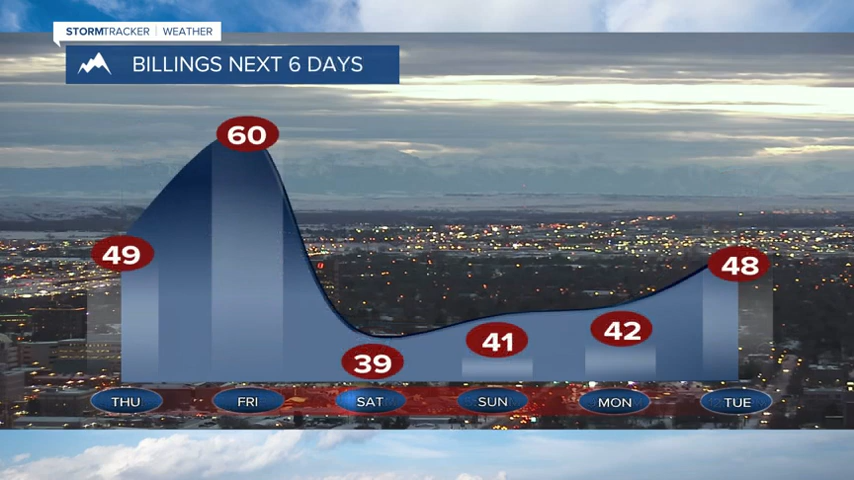 STORMTRACKER | WEATHER
BILLINGS NEXT 6 DAYS
60
49
48
42
41
39
THU FRI SAT SUN MON TUE